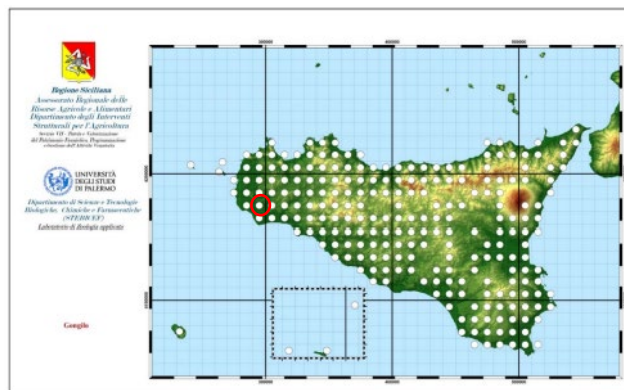 Regione Siciliana
Assessorato Regionale delle
Risorse Agricole e Alimentari
Dipartimento degli Interventi
Strutturali per l'Agricoltura
UNIVERSITÀ
DEGLI STUDI
DI PALERMO
Dipartimento di Scienze e Tecnologie
Biologiche, Chimiche e Farmaceutiche
(STEBICEF)
Laboratorio di Zoologia applicata
Gongilo